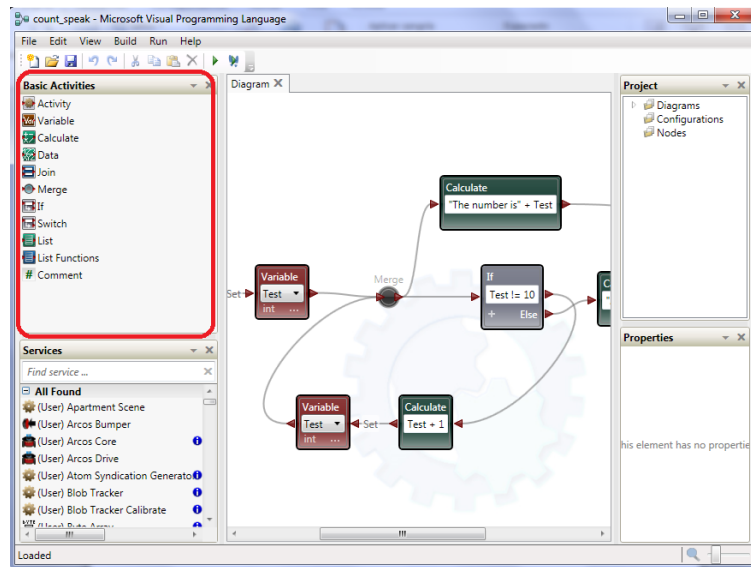 count_speak - Microsoft Visual Programming Language
File Edit View Build Run Help
Basic Activities
Activity
Variable
Calculate
Data
Join
Merge
If
Switch
List
List Functions
# Comment
Services
Find service ...
All Found
(User) Apartment Scene
(User) Arcos Bumper
(User) Arcos Core
(User) Arcos Drive
(User) Atom Syndication Generator
(User) Blob Tracker
(User) Blob Tracker Calibrate
Diagram
Calculate
"The number is" + Test
Variable
Set
Test
int ...
Merge
If
Test != 10
+ Else
Variable
Test
int ...
Set
Calculate
Test + 1
Project
Diagrams
Configurations
Nodes
Properties
his element has no propertie
Loaded